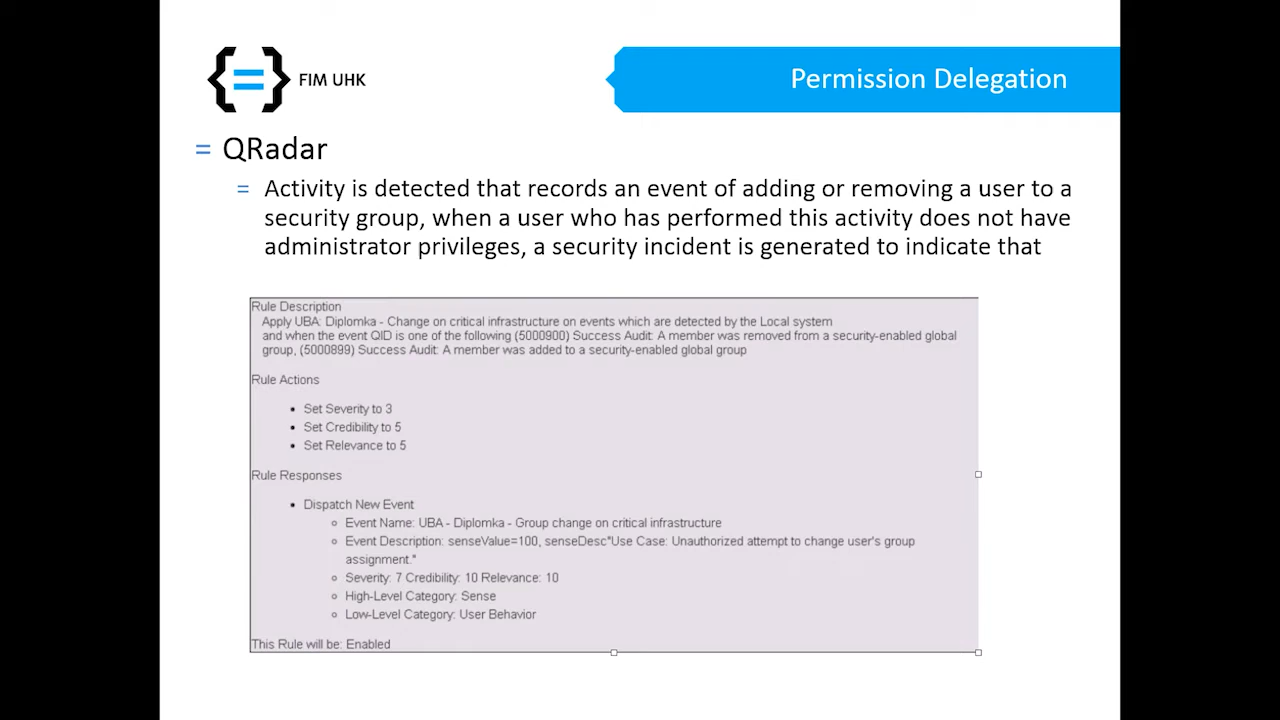 FIM UHK
Permission Delegation
= QRadar
= Activity is detected that records an event of adding or removing a user to a
security group, when a user who has performed this activity does not have
administrator privileges, a security incident is generated to indicate that
Rule Description
Apply UBA: Diplomka - Change on critical infrastructure on events which are detected by the Local system
and when the event QID is one of the following (5000900) Success Audit: A member was removed from a security-enabled global
group, (5000899) Success Audit: A member was added to a security-enabled global group
Rule Actions
• Set Severity to 3
• Set Credibility to 5
• Set Relevance to 5
Rule Responses
• Dispatch New Event
○ Event Name: UBA - Diplomka - Group change on critical infrastructure
○ Event Description: senseValue=100, senseDesc"Use Case: Unauthorized attempt to change user's group
assignment."
○ Severity: 7 Credibility: 10 Relevance: 10
○ High-Level Category: Sense
○ Low-Level Category: User Behavior
This Rule will be: Enabled